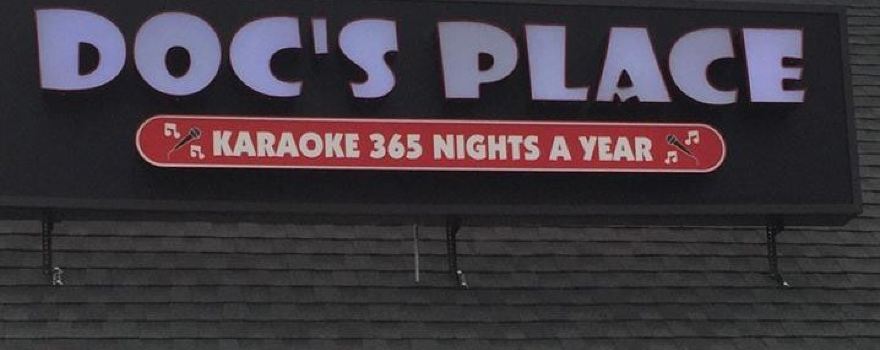 DOC'S PLACE
KARAOKE 365 NIGHTS A YEAR